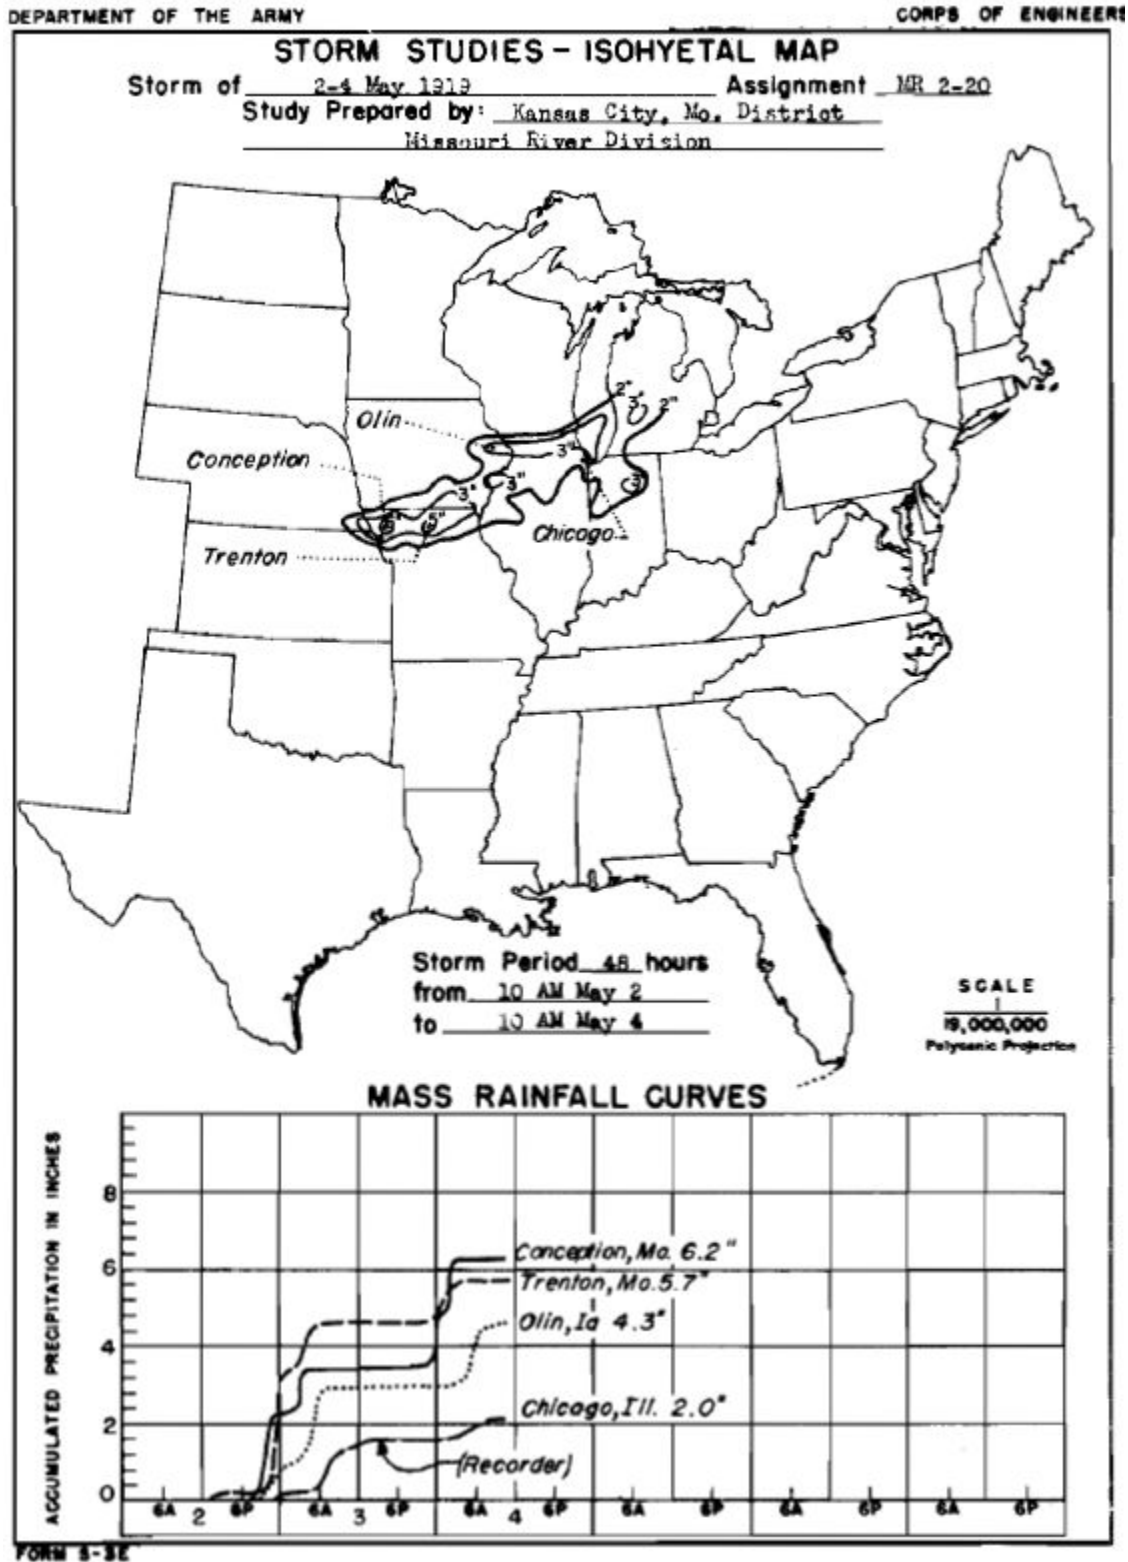 DEPARTMENT OF THE ARMY
CORPS OF ENGINEERS
STORM STUDIES - ISOHYETAL MAP
Storm of 2-4 May 1919 Assignment MR 2-20
Study Prepared by: Kansas City, Mo. District
Missouri River Division
2"
3"
2"
Olin
3"
Conception
3"
3"
3
5"
5"
Chicago
Trenton
Storm Period 48 hours
from 10 AM May 2
to 10 AM May 4
SCALE
1
19,000,000
Polyconic Projection
MASS RAINFALL CURVES
ACCUMULATED PRECIPITATION IN INCHES
8
6
4
2
0
Conception, Mo. 6.2"
Trenton, Mo. 5.7"
Olin, Ia 4.3"
Chicago, Ill. 2.0"
(Recorder)
6A 2 6P 6A 3 6P 6A 4 6P 6A 6P 6A 6P 6A 6P
FORM S-3E